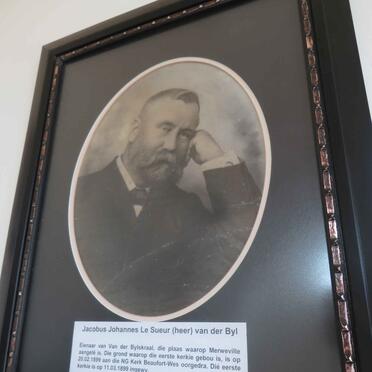 Jacobus Johannes Le Sueur (heer) van der Byl
Eienaar van Van der Bylskraal, die plaas waarop Merweville
aangelê is. Die grond waarop die eerste kerkie gebou is, is op
20.02.1899 aan die NG Kerk Beaufort-Wes oorgedra. Die eerste
kerkie is op 11.03.1899 ingewy.